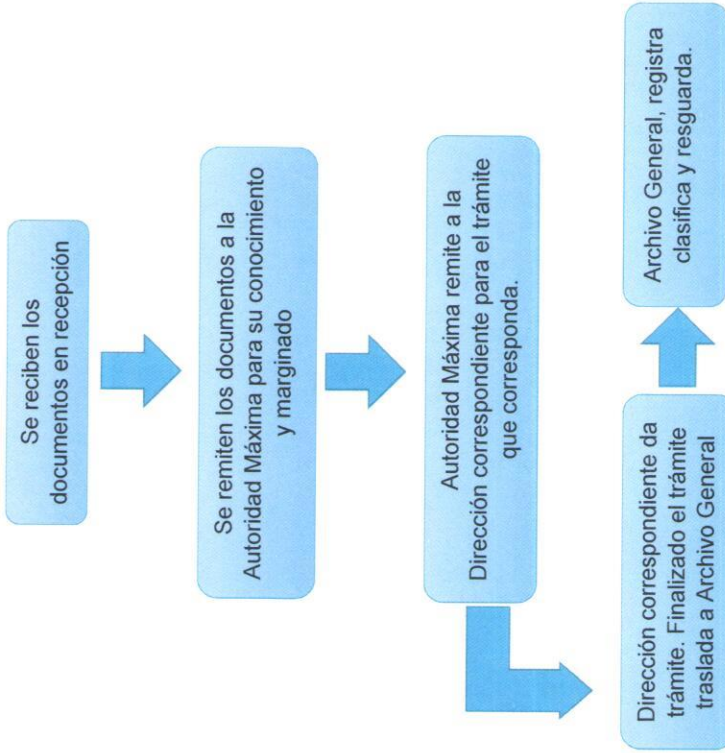 Se reciben los
documentos en recepción
Se remiten los documentos a la
Autoridad Máxima para su conocimiento
y marginado
Autoridad Máxima remite a la
Dirección correspondiente para el trámite
que corresponda.
Dirección correspondiente da
trámite. Finalizado el trámite
traslada a Archivo General
Archivo General, registra
clasifica y resguarda.